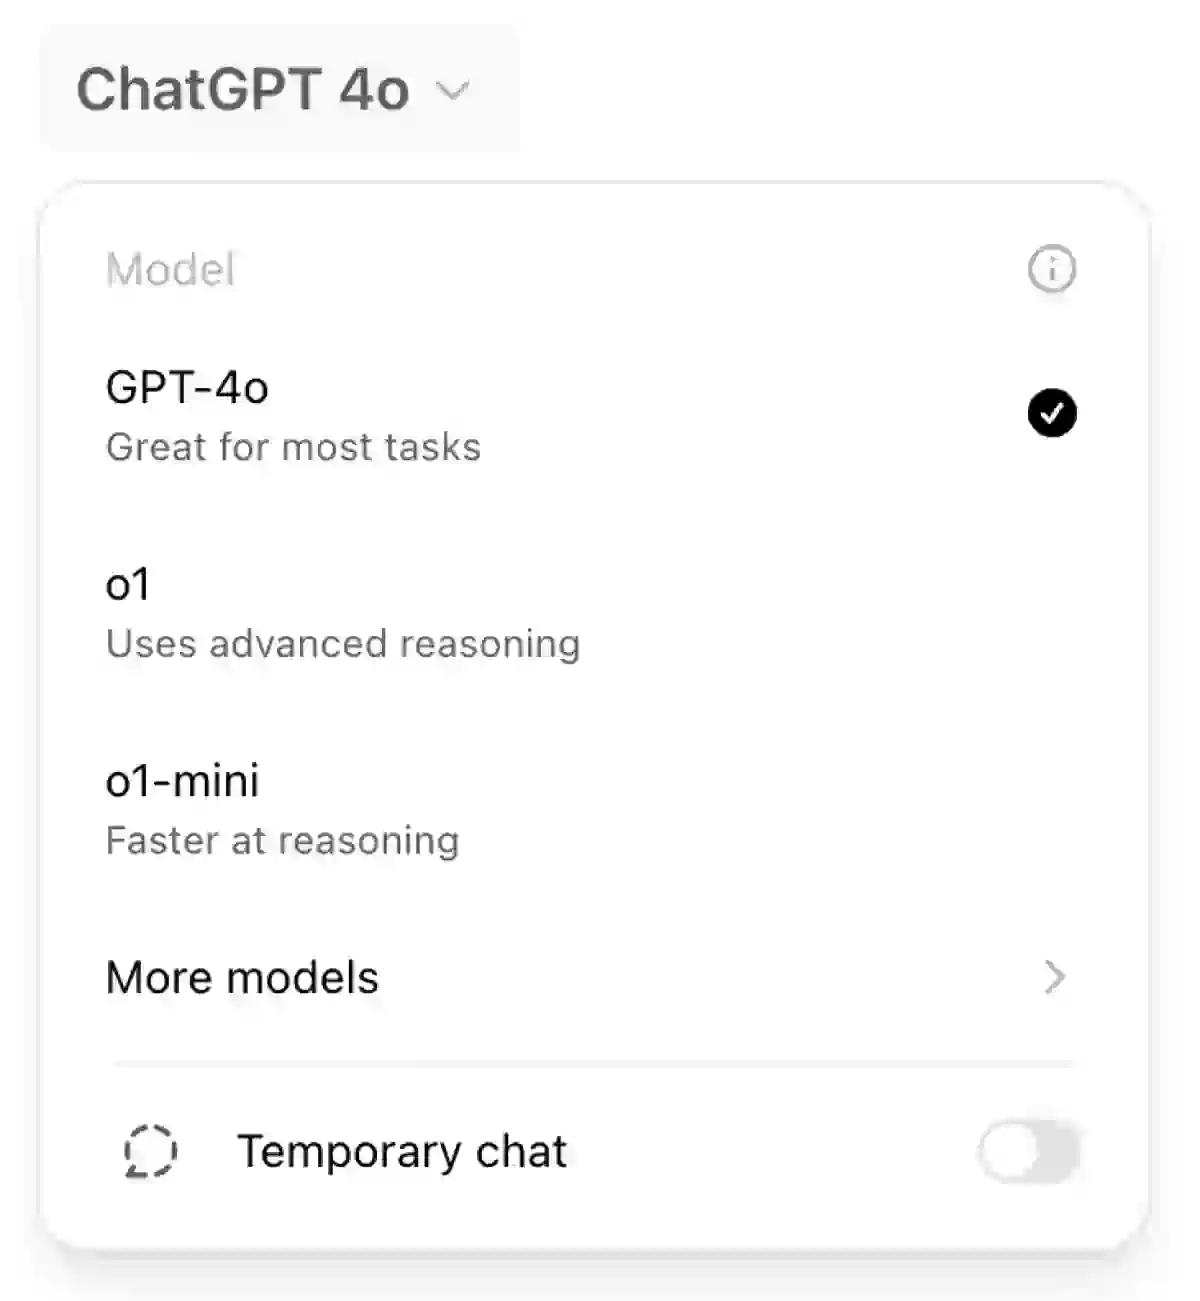 ChatGPT 4o
Model
GPT-4o
Great for most tasks
o1
Uses advanced reasoning
o1-mini
Faster at reasoning
More models
Temporary chat